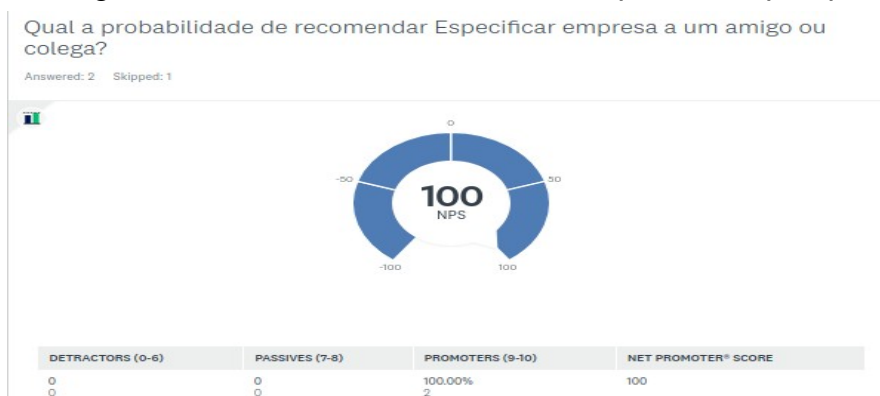 Qual a probabilidade de recomendar Especificar empresa a um amigo ou
colega?
Answered: 2 Skipped: 1
0
-50 50
100
NPS
-100 100
DETRACTORS (0-6) PASSIVES (7-8) PROMOTERS (9-10) NET PROMOTER® SCORE
0 0 100.00% 100
0 0 2